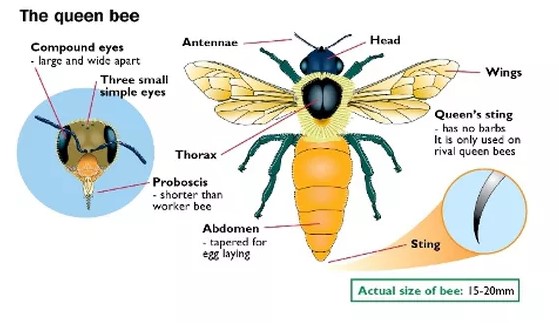 The queen bee
Compound eyes
- large and wide apart
Three small
simple eyes
Proboscis
- shorter than
worker bee
Antennae
Head
Wings
Queen's sting
- has no barbs
It is only used on
rival queen bees
Thorax
Abdomen
- tapered for
egg laying
Sting
Actual size of bee: 15-20mm